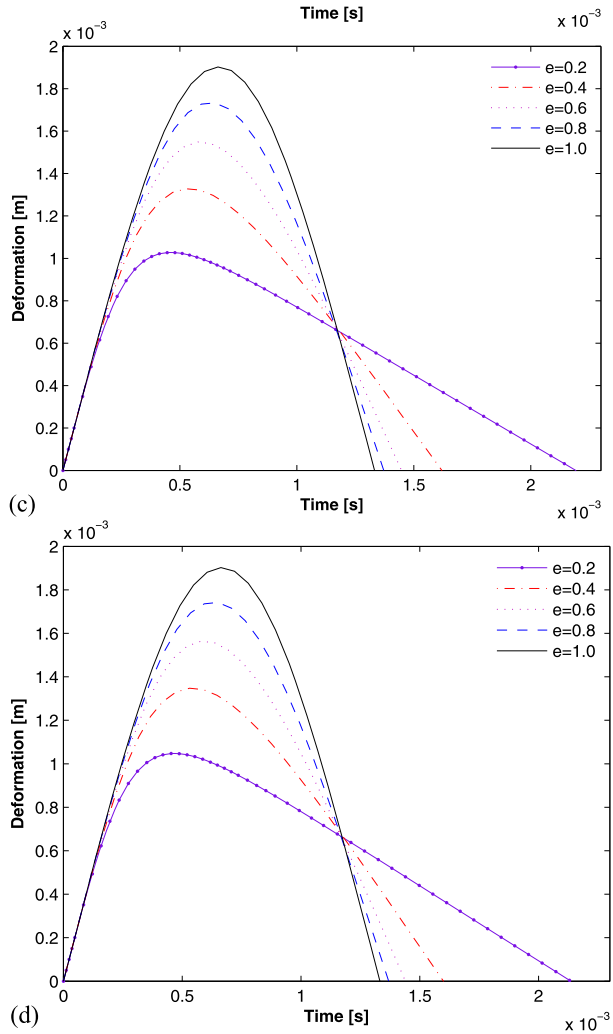 Time [s]
x 10⁻³
x 10⁻³
2
1.8
1.6
1.4
1.2
1
0.8
0.6
0.4
0.2
0
Deformation [m]
e=0.2
e=0.4
e=0.6
e=0.8
e=1.0
0 0.5 1 1.5 2
Time [s]
x 10⁻³
(c)
x 10⁻³
2
1.8
1.6
1.4
1.2
1
0.8
0.6
0.4
0.2
0
Deformation [m]
e=0.2
e=0.4
e=0.6
e=0.8
e=1.0
0 0.5 1 1.5 2
Time [s]
x 10⁻³
(d)